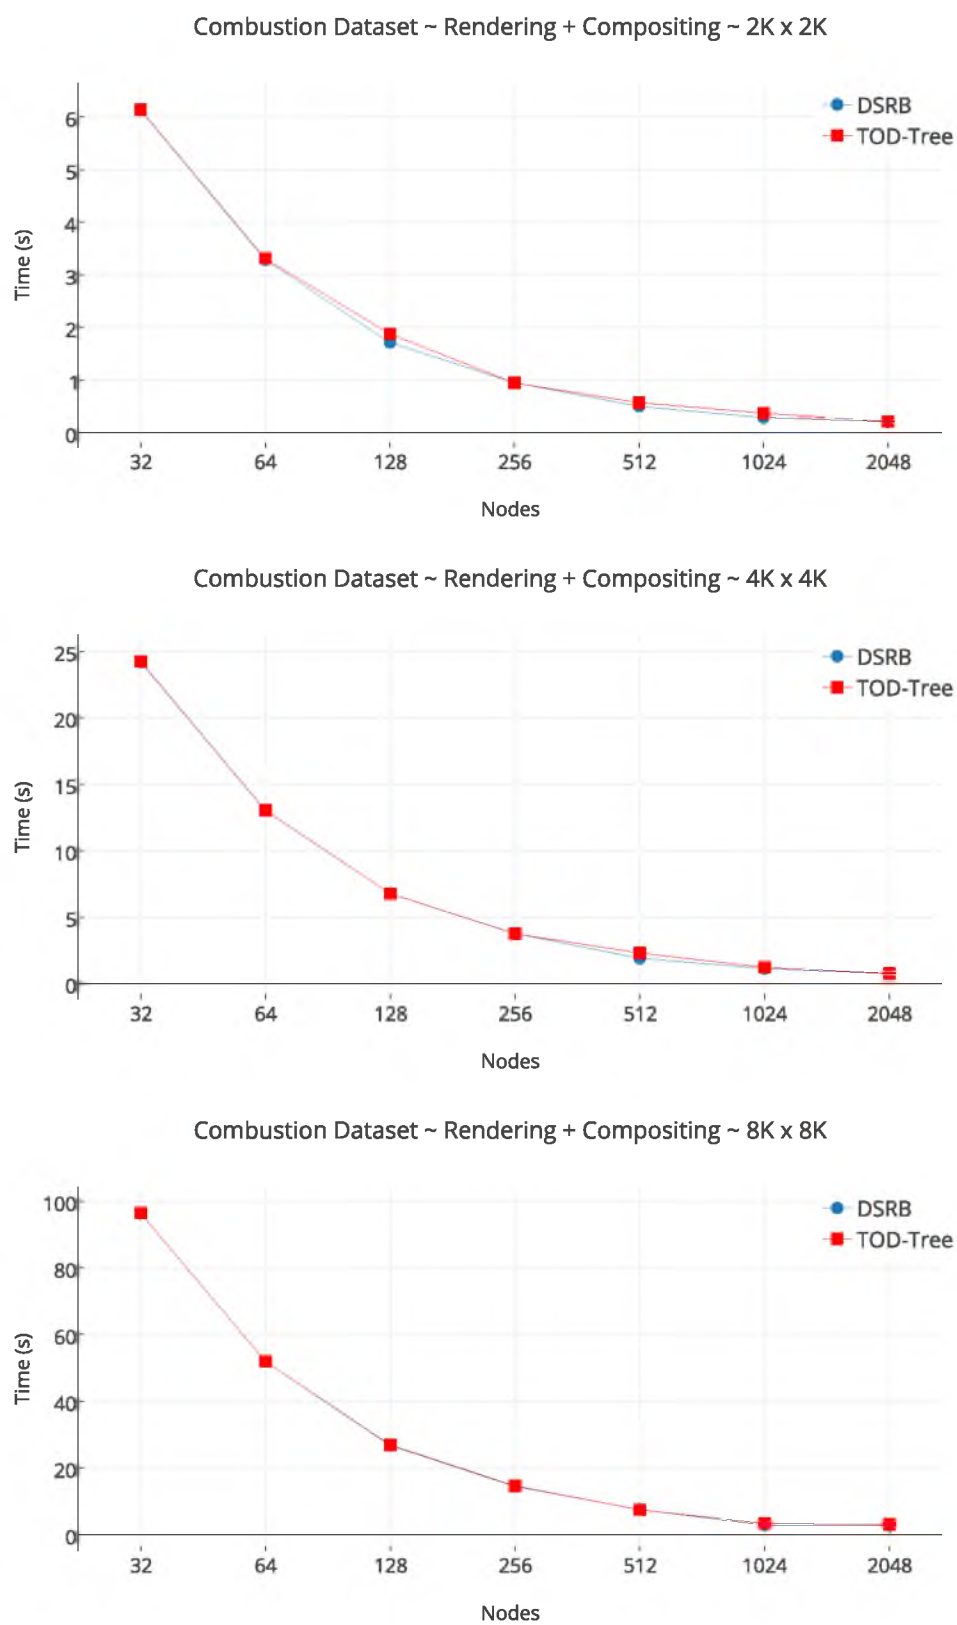 Combustion Dataset ~ Rendering + Compositing ~ 2K x 2K
DSRB
TOD-Tree
6
5
4
3
2
1
0
Time (s)
32 64 128 256 512 1024 2048
Nodes
Combustion Dataset ~ Rendering + Compositing ~ 4K x 4K
DSRB
TOD-Tree
25
20
15
10
5
0
Time (s)
32 64 128 256 512 1024 2048
Nodes
Combustion Dataset ~ Rendering + Compositing ~ 8K x 8K
DSRB
TOD-Tree
100
80
60
40
20
0
Time (s)
32 64 128 256 512 1024 2048
Nodes